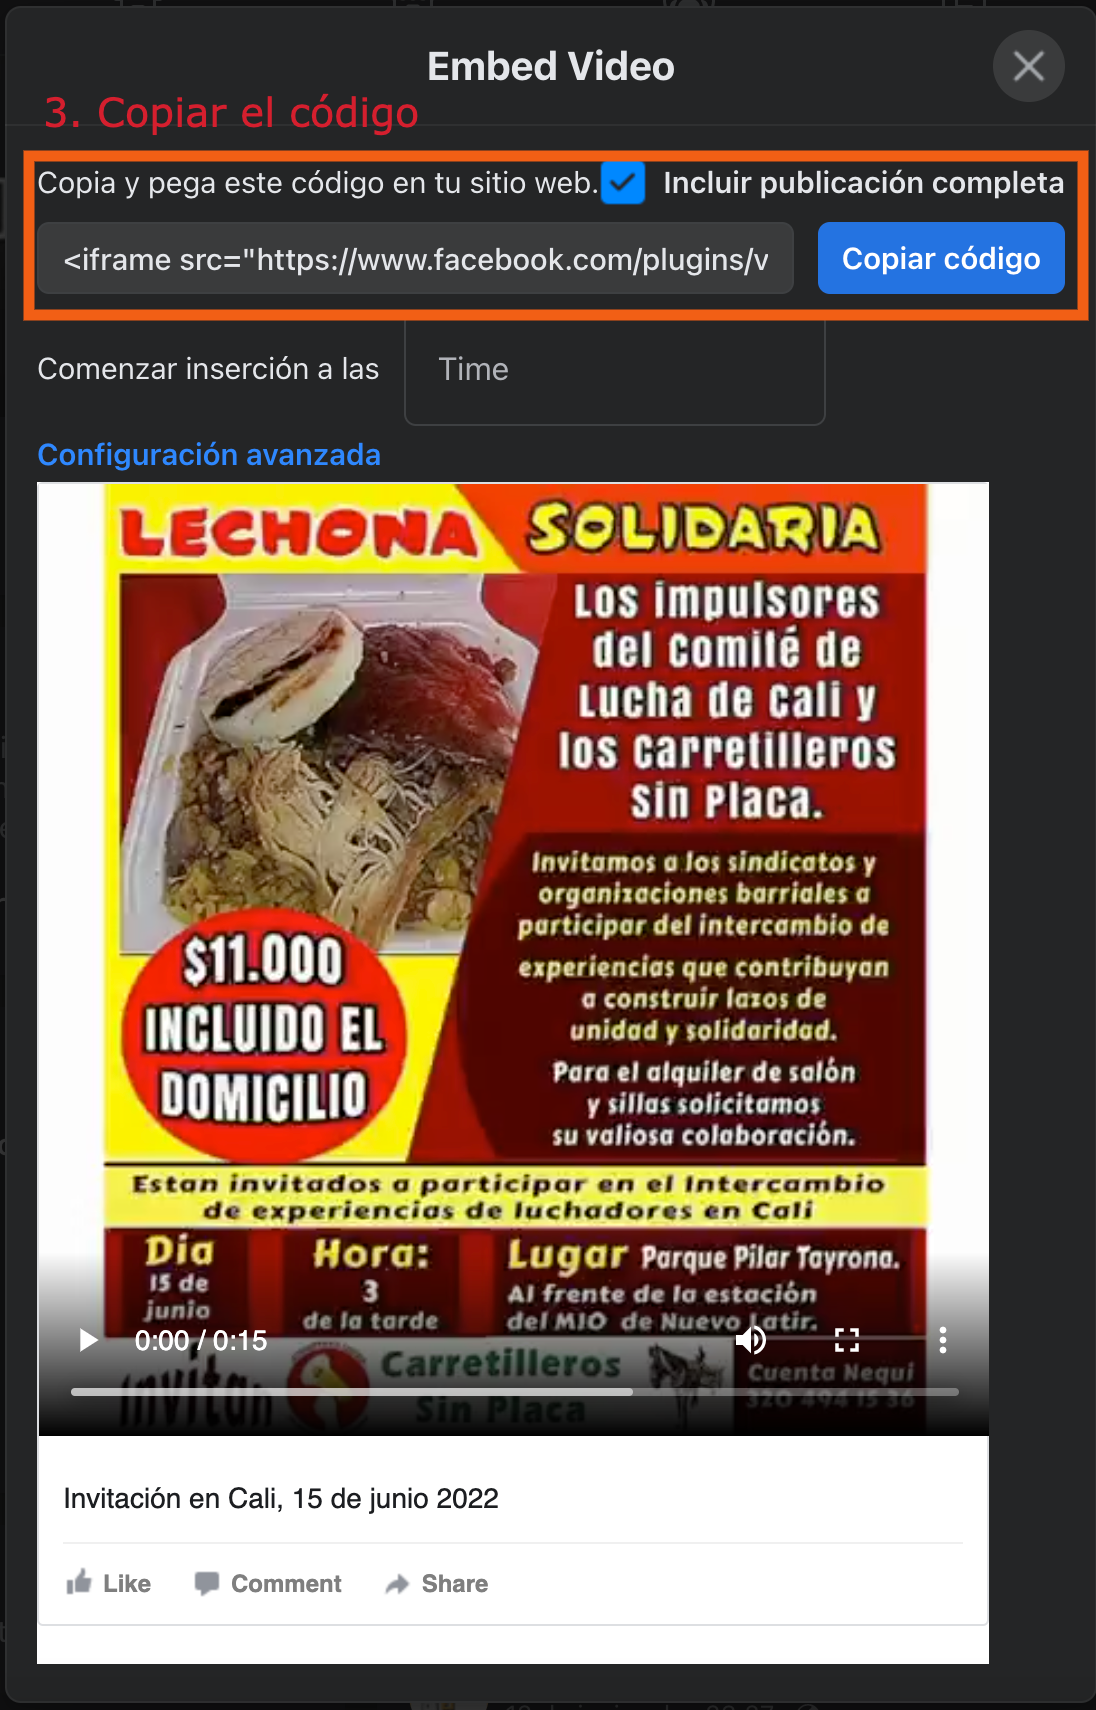 Embed Video
3. Copiar el código
Copia y pega este código en tu sitio web. Incluir publicación completa
<iframe src="https://www.facebook.com/plugins/v
Copiar código
Comenzar inserción a las Time
Configuración avanzada
LECHONA SOLIDARIA
Los impulsores
del comité de
Lucha de Cali y
los carretilleros
Sin Placa.
Invitamos a los sindicatos y
organizaciones barriales a
participar del intercambio de
experiencias que contribuyan
a construir lazos de
unidad y solidaridad.
Para el alquiler de salón
y sillas solicitamos
su valiosa colaboración.
$11.000
INCLUIDO EL
DOMICILIO
Estan invitados a participar en el Intercambio
de experiencias de luchadores en Cali
Dia
15 de
junio
Hora:
3
de la tarde
Lugar Parque Pilar Tayrona.
Al frente de la estación
del MIO de Nuevo Latir.
0:00 / 0:15
Invitan
Carretilleros
Sin Placa
Cuenta Nequi
320 494 15 36
Invitación en Cali, 15 de junio 2022
Like Comment Share